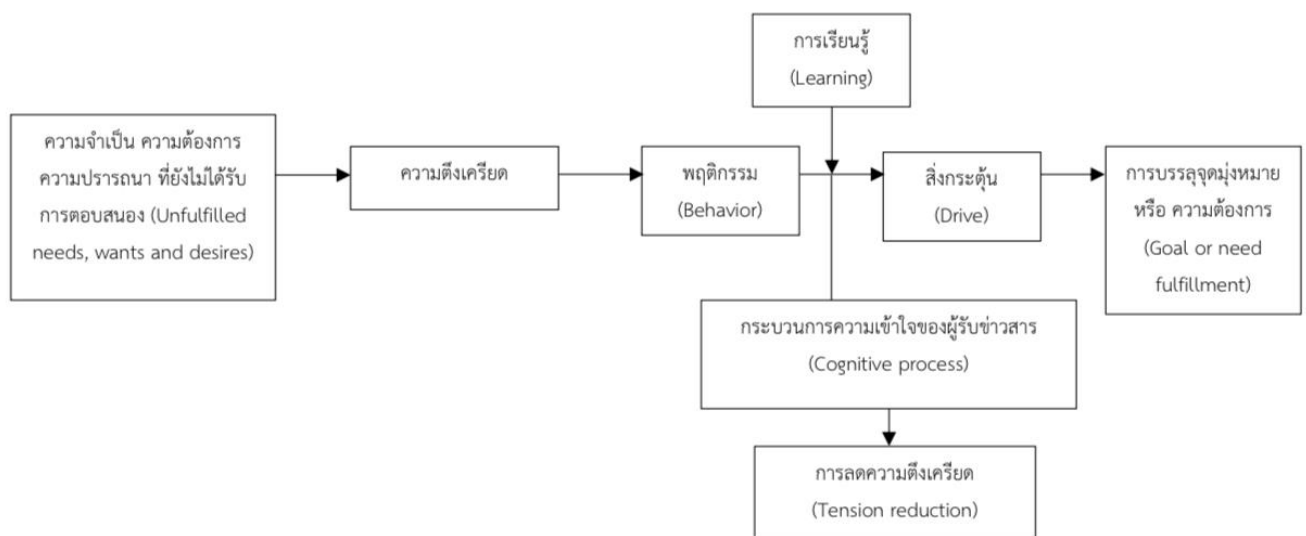 การเรียนรู้
(Learning)
ความจำเป็น ความต้องการ
ความปรารถนา ที่ยังไม่ได้รับ
การตอบสนอง (Unfulfilled
needs, wants and desires)
ความตึงเครียด
พฤติกรรม
(Behavior)
สิ่งกระตุ้น
(Drive)
การบรรลุจุดมุ่งหมาย
หรือ ความต้องการ
(Goal or need
fulfillment)
กระบวนการความเข้าใจของผู้รับข่าวสาร
(Cognitive process)
การลดความตึงเครียด
(Tension reduction)